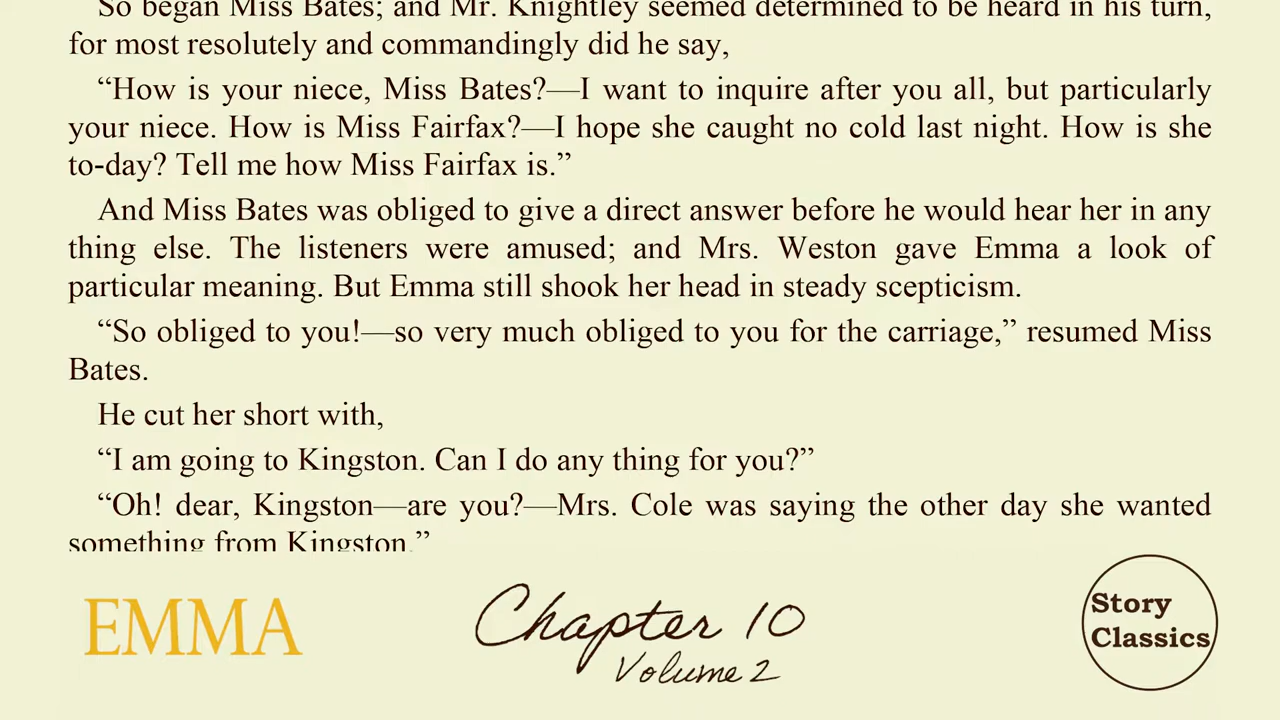 So began Miss Bates; and Mr. Knightley seemed determined to be heard in his turn,
for most resolutely and commandingly did he say,
“How is your niece, Miss Bates?—I want to inquire after you all, but particularly
your niece. How is Miss Fairfax?—I hope she caught no cold last night. How is she
to-day? Tell me how Miss Fairfax is.”
And Miss Bates was obliged to give a direct answer before he would hear her in any
thing else. The listeners were amused; and Mrs. Weston gave Emma a look of
particular meaning. But Emma still shook her head in steady scepticism.
“So obliged to you!—so very much obliged to you for the carriage,” resumed Miss
Bates.
He cut her short with,
“I am going to Kingston. Can I do any thing for you?”
“Oh! dear, Kingston—are you?—Mrs. Cole was saying the other day she wanted
something from Kingston.”
EMMA
Chapter 10
Volume 2
Story
Classics